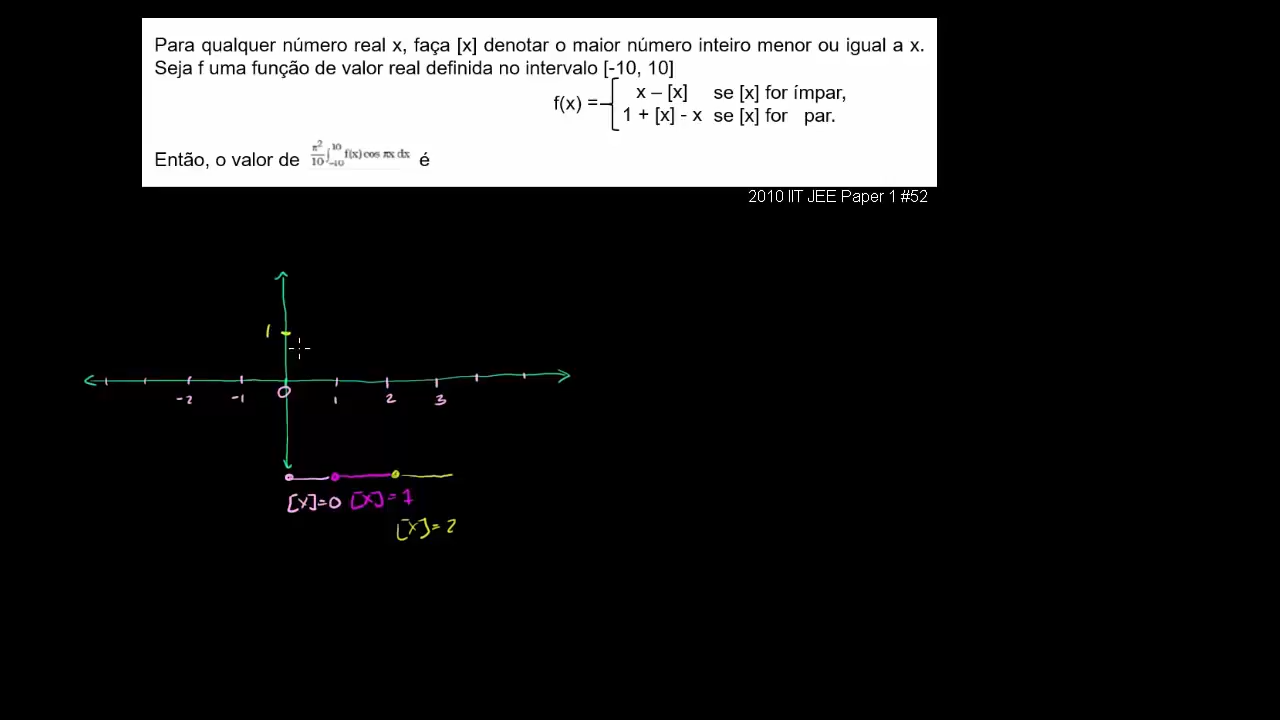 Para qualquer número real x, faça [x] denotar o maior número inteiro menor ou igual a x.
Seja f uma função de valor real definida no intervalo [-10, 10]
f(x) = { x – [x] se [x] for ímpar,
1 + [x] - x se [x] for par.
Então, o valor de π²/10 ∫₋₁₀¹⁰ f(x) cos πx dx é
2010 IIT JEE Paper 1 #52
1
-2 -1 0 1 2 3
[x]=0 [x]=1
[x]=2